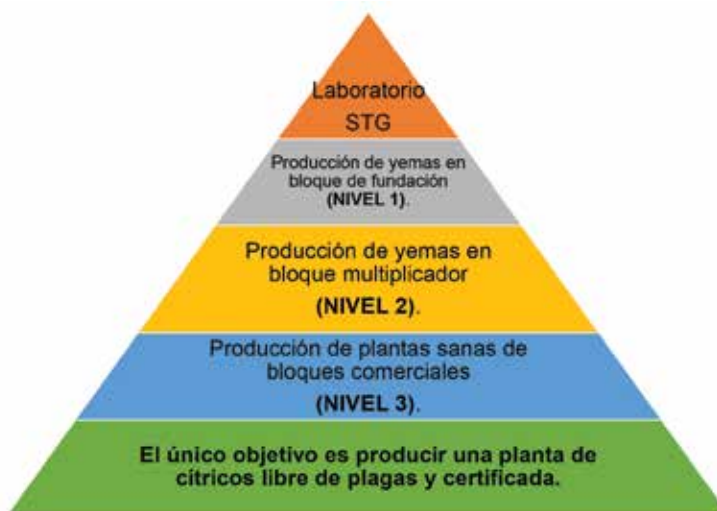 Laboratorio
STG
Producción de yemas en
bloque de fundación
(NIVEL 1).
Producción de yemas en
bloque multiplicador
(NIVEL 2).
Producción de plantas sanas de
bloques comerciales
(NIVEL 3).
El único objetivo es producir una planta de
cítricos libre de plagas y certificada.